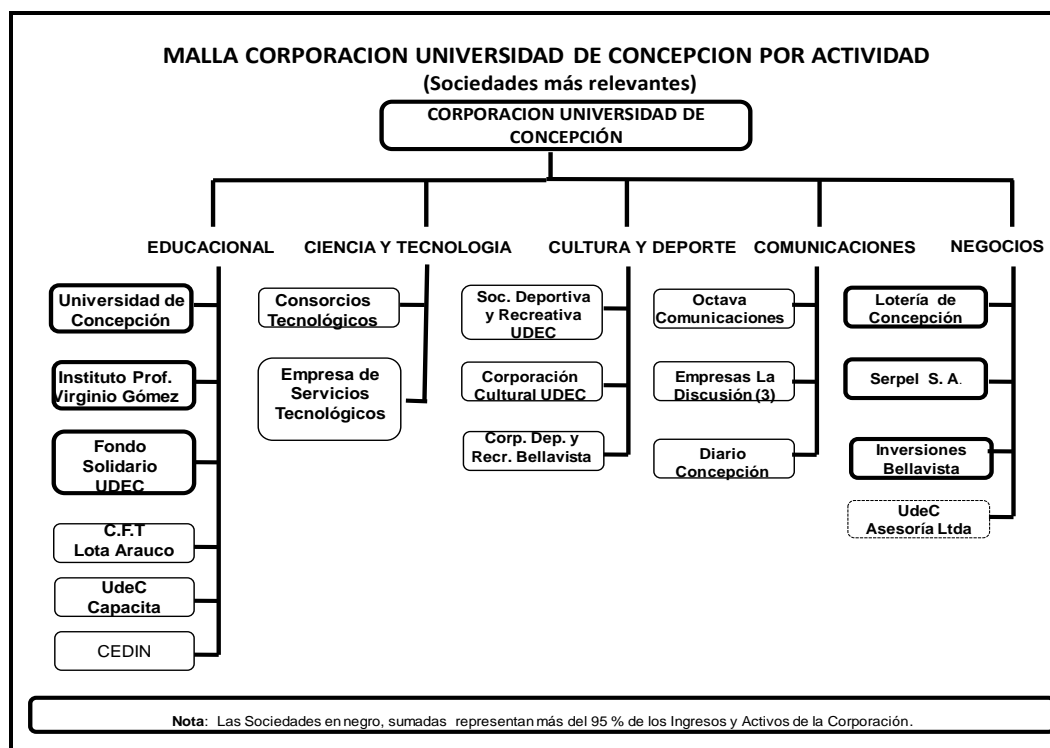 MALLA CORPORACION UNIVERSIDAD DE CONCEPCION POR ACTIVIDAD
(Sociedades más relevantes)
CORPORACION UNIVERSIDAD DE
CONCEPCIÓN
EDUCACIONAL
Universidad de
Concepción
Instituto Prof.
Virginio Gómez
Fondo
Solidario
UDEC
C.F.T
Lota Arauco
UdeC
Capacita
CEDIN
CIENCIA Y TECNOLOGIA
Consorcios
Tecnológicos
Empresa de
Servicios
Tecnológicos
CULTURA Y DEPORTE
Soc. Deportiva
y Recreativa
UDEC
Corporación
Cultural UDEC
Corp. Dep. y
Recr. Bellavista
COMUNICACIONES
Octava
Comunicaciones
Empresas La
Discusión (3)
Diario
Concepción
NEGOCIOS
Lotería de
Concepción
Serpel S. A.
Inversiones
Bellavista
UdeC
Asesoría Ltda
Nota: Las Sociedades en negro, sumadas representan más del 95 % de los Ingresos y Activos de la Corporación.